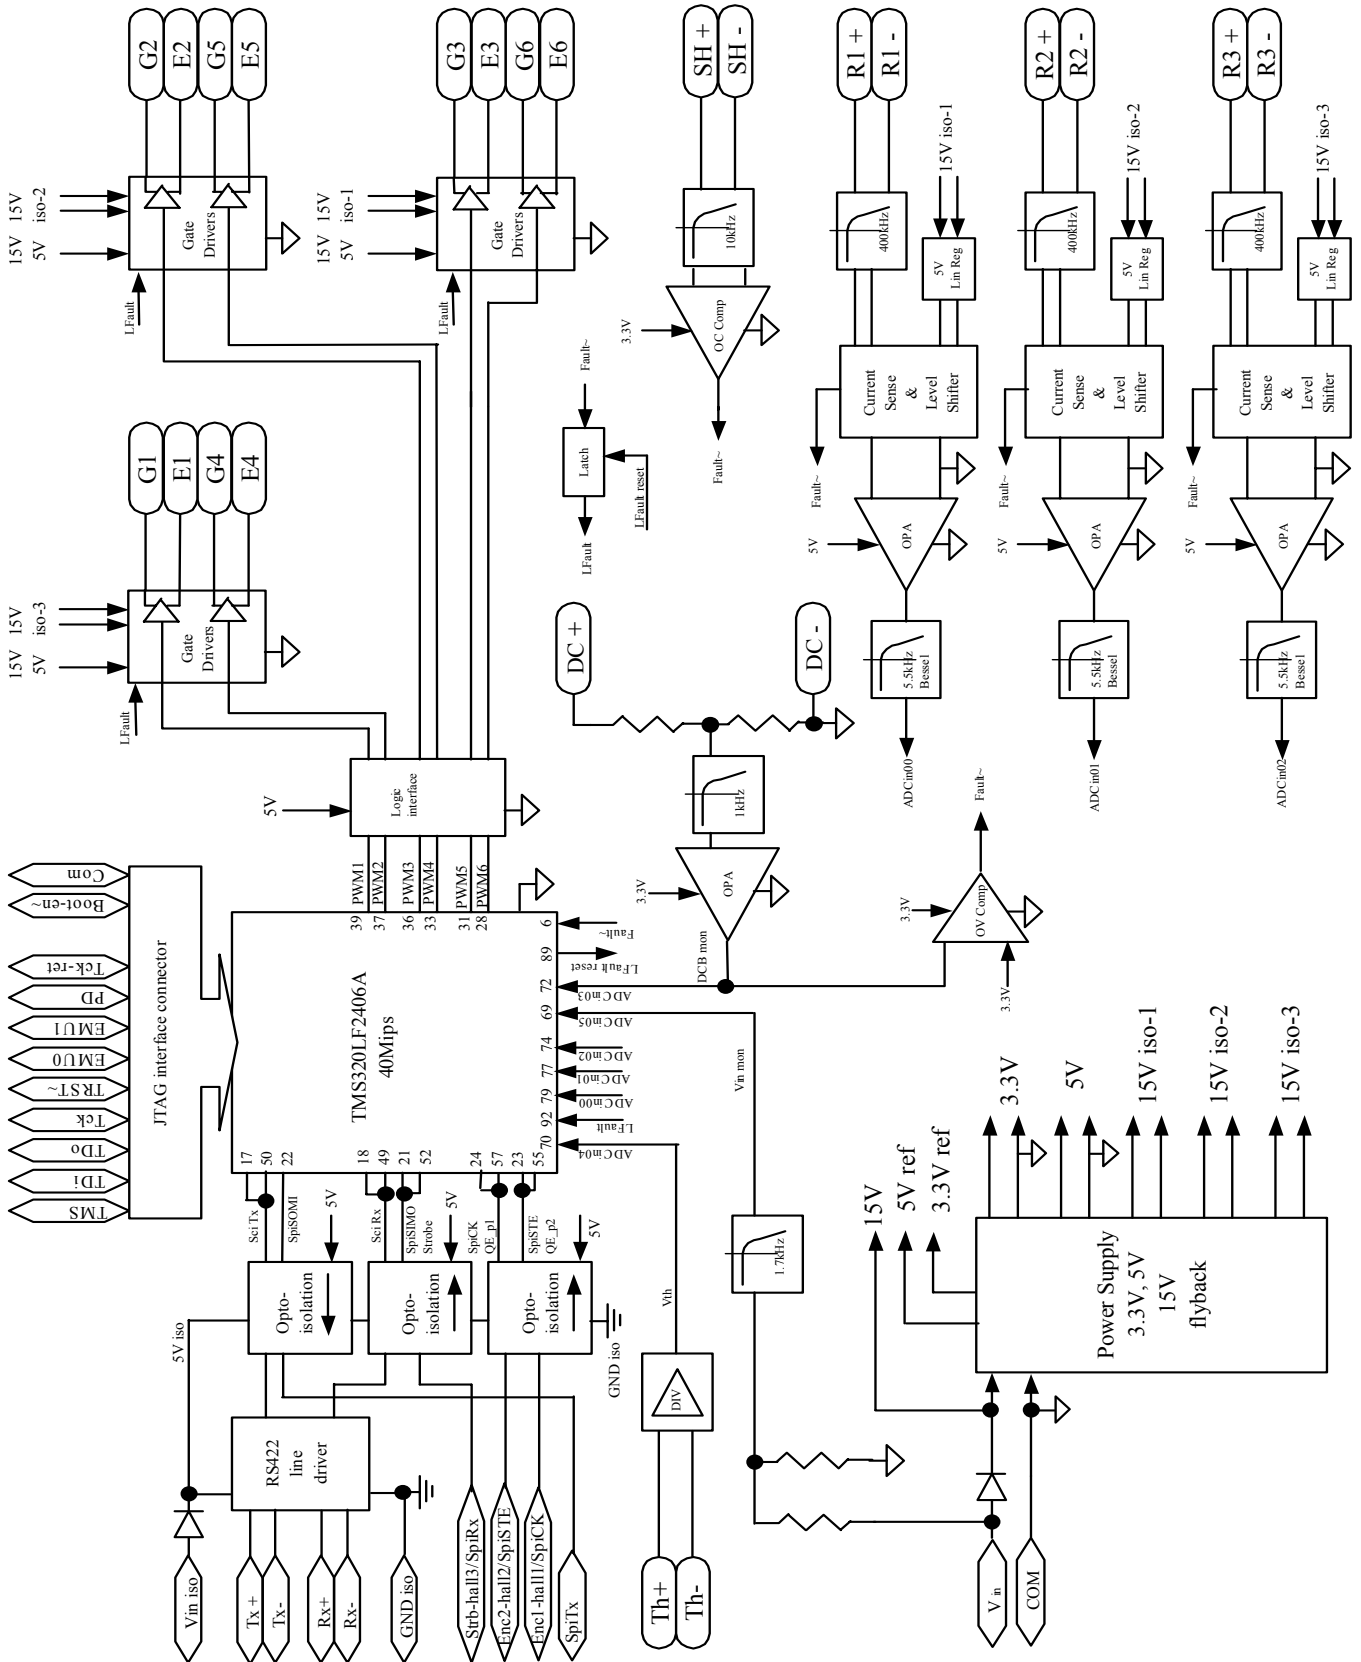 G2
E2
G5
E5
G3
E3
G6
E6
SH +
SH -
R1 +
R1 -
R2 +
R2 -
R3 +
R3 -
15V
5V
15V
iso-2
Gate
Drivers
LFault
15V
5V
15V
iso-1
Gate
Drivers
LFault
10kHz
3.3V
OC Comp
Fault~
15V iso-1
400kHz
5V
Lin Reg
Current
Sense
&
Level
Shifter
Fault~
5V
OPA
5.5kHz
Bessel
ADCin00
15V iso-2
400kHz
5V
Lin Reg
Current
Sense
&
Level
Shifter
Fault~
5V
OPA
5.5kHz
Bessel
ADCin01
15V iso-3
400kHz
5V
Lin Reg
Current
Sense
&
Level
Shifter
Fault~
5V
OPA
5.5kHz
Bessel
ADCin02
Fault~
Latch
LFault reset
LFault
G1
E1
G4
E4
15V
5V
15V
iso-3
Gate
Drivers
LFault
DC +
DC -
1kHz
3.3V
OPA
DCB mon
5V
Logic
interface
PWM1
PWM2
PWM3
PWM4
PWM5
PWM6
39
37
36
33
31
28
Com
Boot-en~
Tck-ret
PD
EMU1
EMU0
TRST~
Tck
TDo
TDi
TMS
JTAG interface connector
TMS320LF2406A
40Mips
6
89
72
69
74
77
79
92
70
Fault~
LFault reset
ADCin03
ADCin05
ADCin02
ADCin01
ADCin00
LFault
ADCin04
17
50
22
18
49
21
52
24
57
23
55
Sci Tx
SpiSOMI
Sci Rx
SpiSIMO
Strobe
SpiCK
QE_p1
SpiSTE
QE_p2
5V
5V
5V
Opto-
isolation
Opto-
isolation
Opto-
isolation
5V iso
GND iso
RS422
line
driver
Vin iso
Tx +
Tx-
Rx+
Rx-
GND iso
Strb-hall3/SpiRx
Enc2-hall2/SpiSTE
Enc1-hall1/SpiCK
SpiTx
Vth
DIV
Th+
Th-
Vin mon
1.7kHz
3.3V
OV Comp
3.3V
Fault~
3.3V
5V
15V iso-1
15V iso-2
15V iso-3
15V
5V ref
3.3V ref
Power Supply
3.3V, 5V
15V
flyback
V in
COM